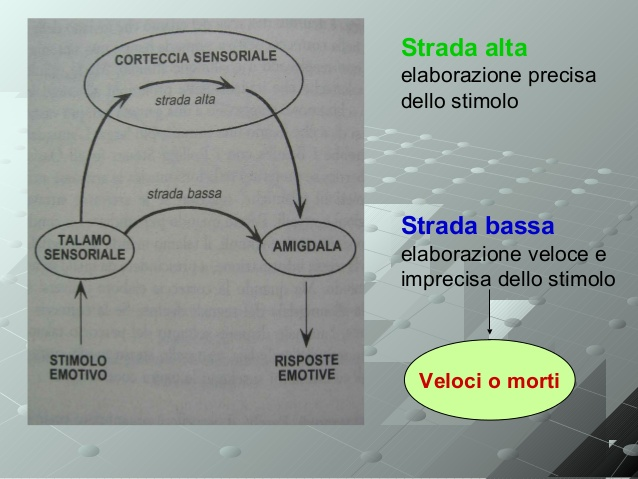 CORTECCIA SENSORIALE
strada alta
strada bassa
TALAMO
SENSORIALE
AMIGDALA
STIMOLO
EMOTIVO
RISPOSTE
EMOTIVE
Strada alta
elaborazione precisa
dello stimolo
Strada bassa
elaborazione veloce e
imprecisa dello stimolo
Veloci o morti